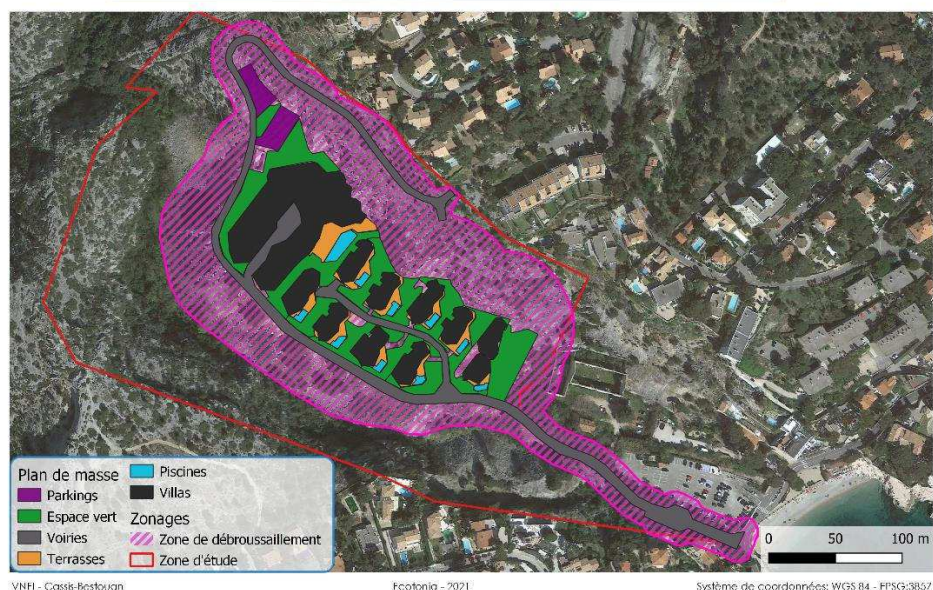 Plan de masse
Parkings
Espace vert
Voiries
Terrasses
Piscines
Villas
Zonages
Zone de débroussaillement
Zone d'étude
0 50 100 m
VNFI - Cassis-Bestouan
Ecotonia - 2021
Système de coordonnées: WGS 84 - EPSG:3857